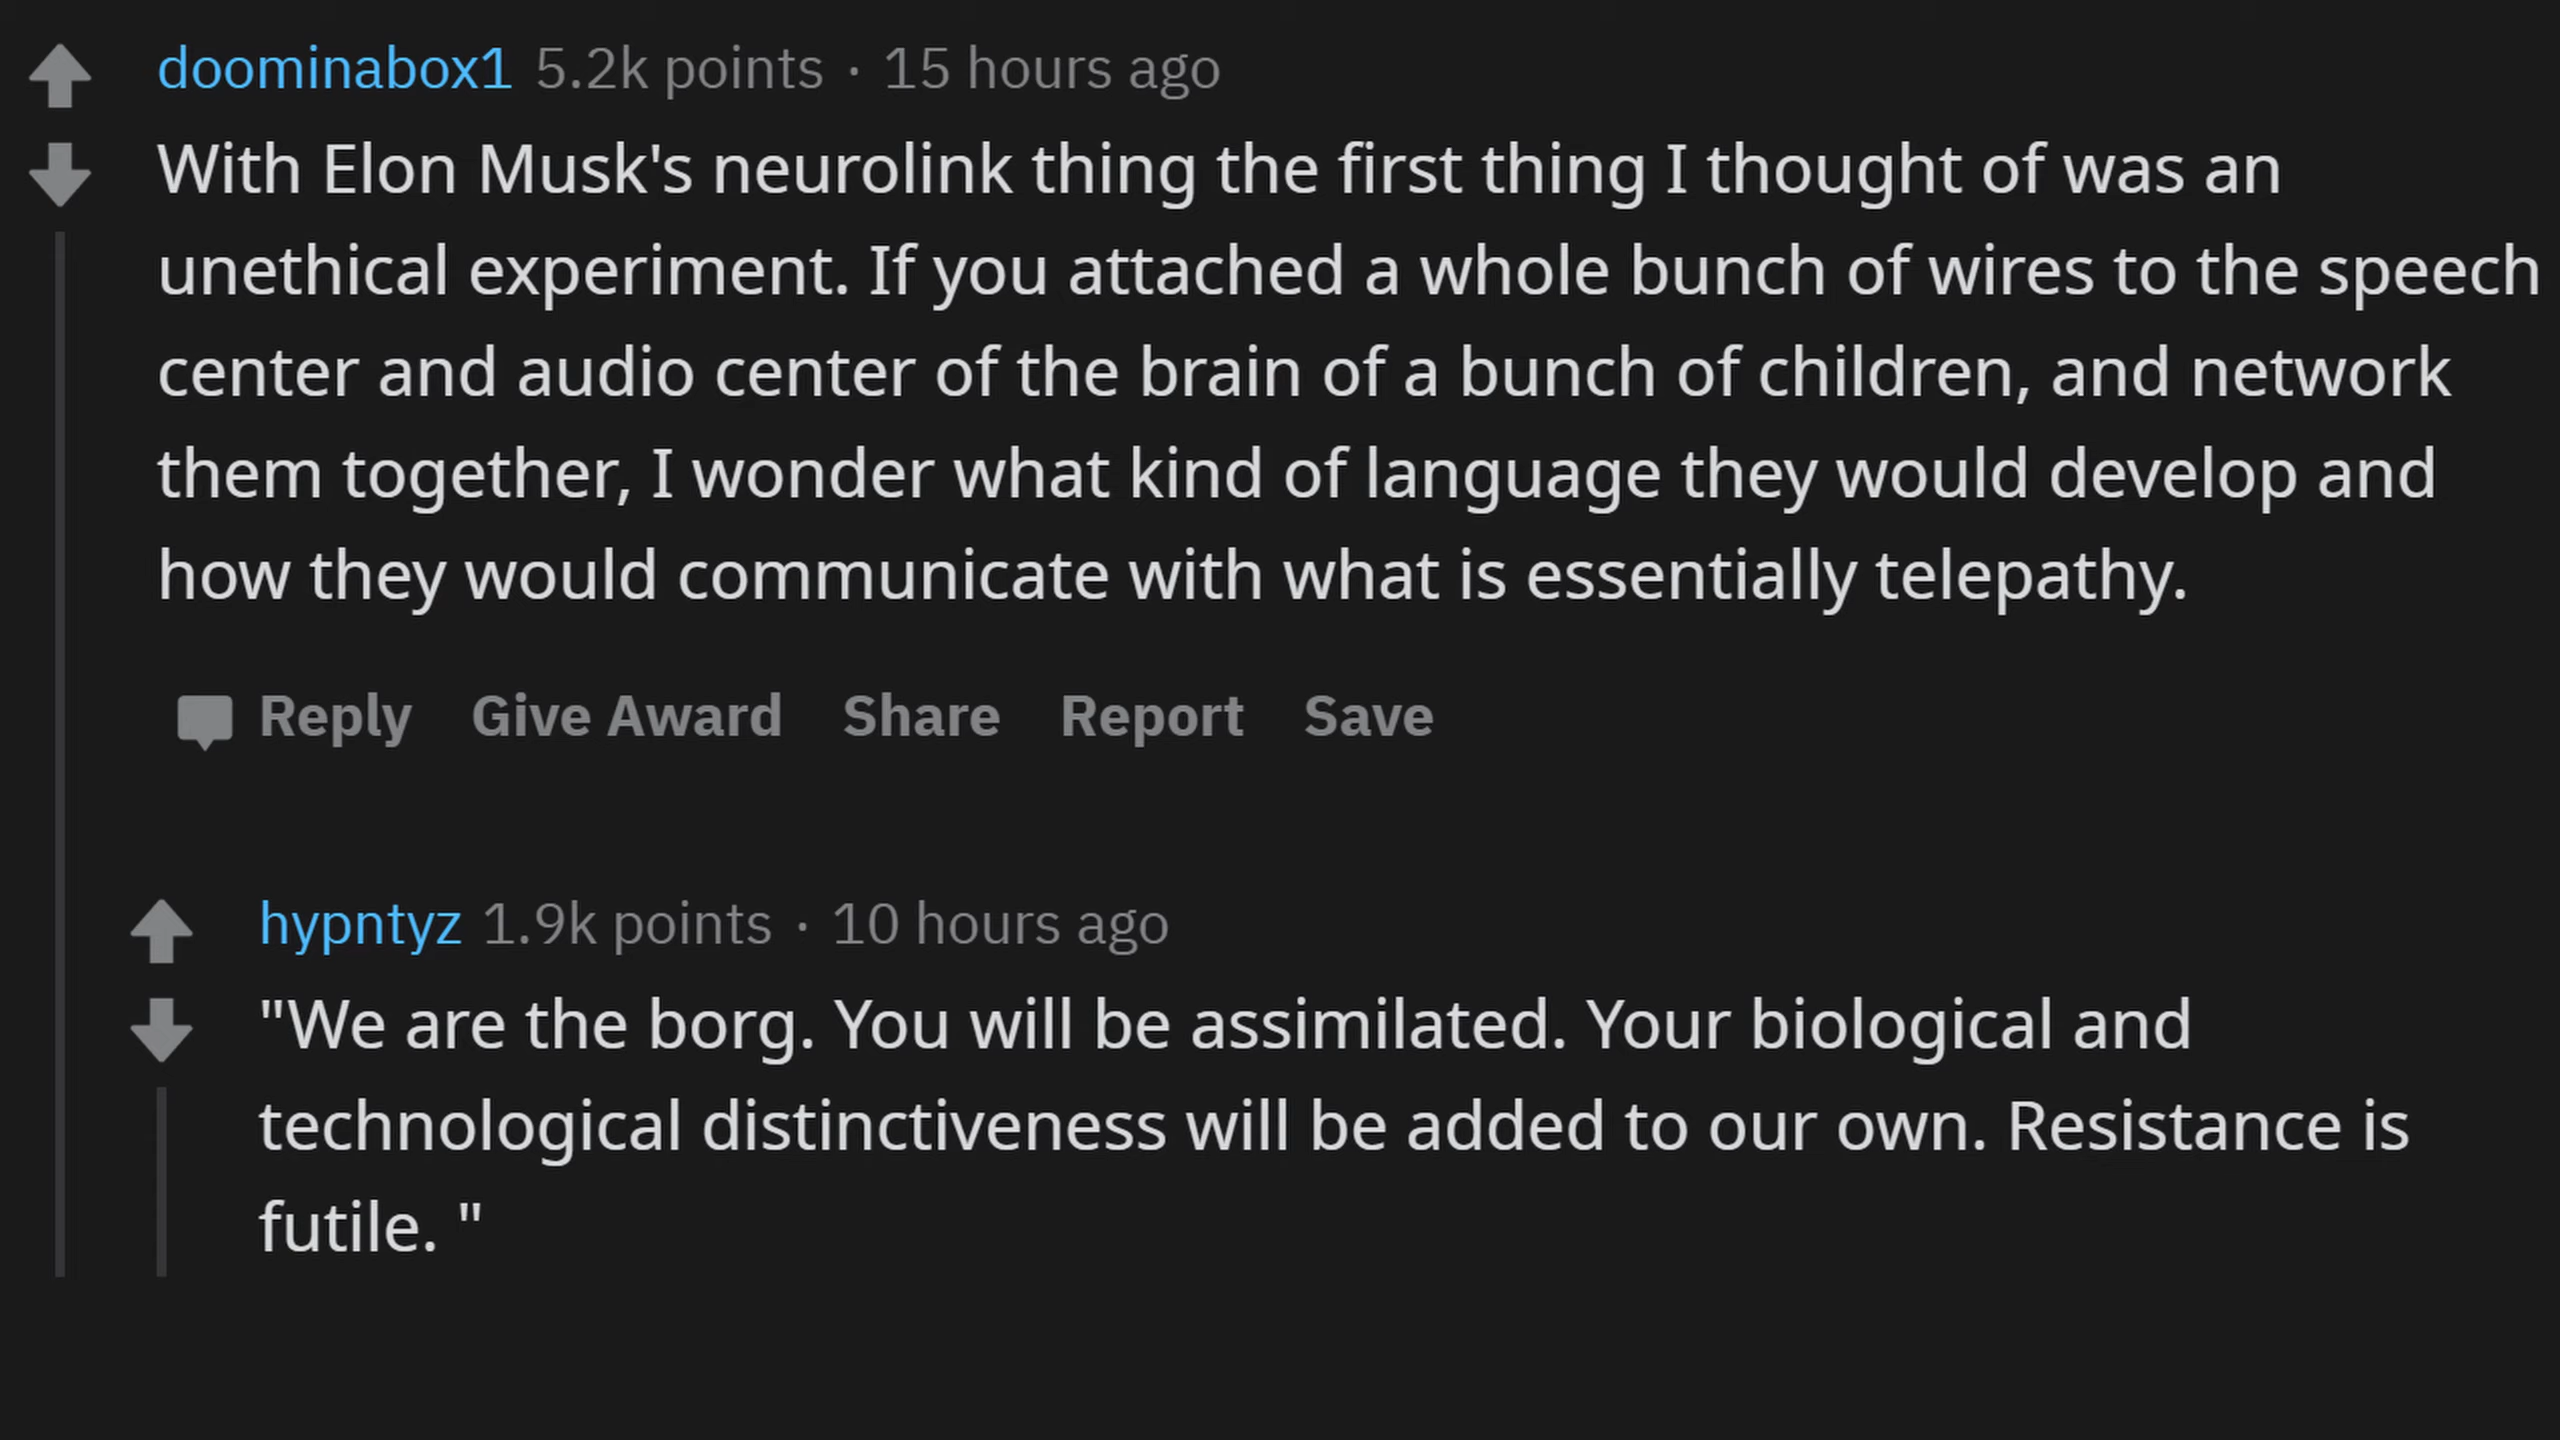 doominabox1 5.2k points · 15 hours ago
With Elon Musk's neurolink thing the first thing I thought of was an
unethical experiment. If you attached a whole bunch of wires to the speech
center and audio center of the brain of a bunch of children, and network
them together, I wonder what kind of language they would develop and
how they would communicate with what is essentially telepathy.
Reply Give Award Share Report Save
hypntyz 1.9k points · 10 hours ago
"We are the borg. You will be assimilated. Your biological and
technological distinctiveness will be added to our own. Resistance is
futile. "